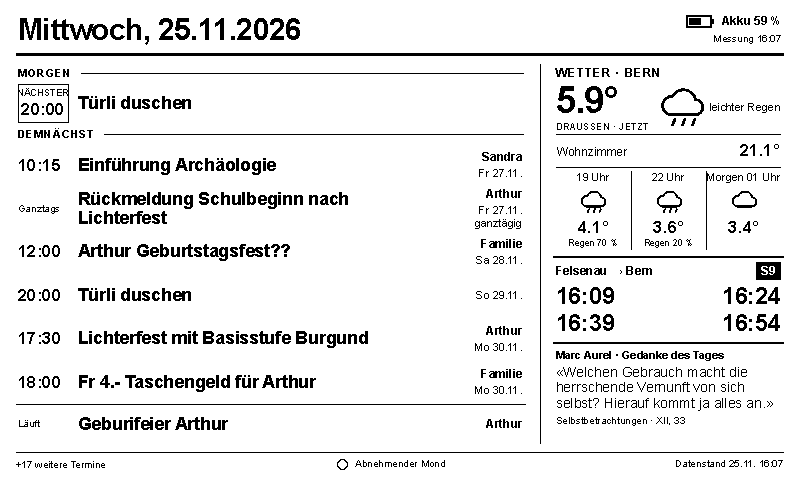 Mittwoch, 25.11.2026
Akku 59 %
Messung 16:07
MORGEN
NÄCHSTER
20:00 Türli duschen
DEMNÄCHST
10:15 Einführung Archäologie Sandra
Fr 27.11.
Ganztags Rückmeldung Schulbeginn nach
Lichterfest
Arthur
Fr 27.11.
ganztägig
12:00 Arthur Geburtstagsfest?? Familie
Sa 28.11.
20:00 Türli duschen So 29.11.
17:30 Lichterfest mit Basisstufe Burgund Arthur
Mo 30.11.
18:00 Fr 4.- Taschengeld für Arthur Familie
Mo 30.11.
Läuft Geburifeier Arthur Arthur
WETTER · BERN
5.9° leichter Regen
DRAUSSEN · JETZT
Wohnzimmer 21.1°
19 Uhr 22 Uhr Morgen 01 Uhr
4.1° 3.6° 3.4°
Regen 70 % Regen 20 %
Felsenau › Bern S9
16:09 16:24
16:39 16:54
Marc Aurel · Gedanke des Tages
«Welchen Gebrauch macht die
herrschende Vernunft von sich
selbst? Hierauf kommt ja alles an.»
Selbstbetrachtungen · XII, 33
+17 weitere Termine
Abnehmender Mond
Datenstand 25.11. 16:07